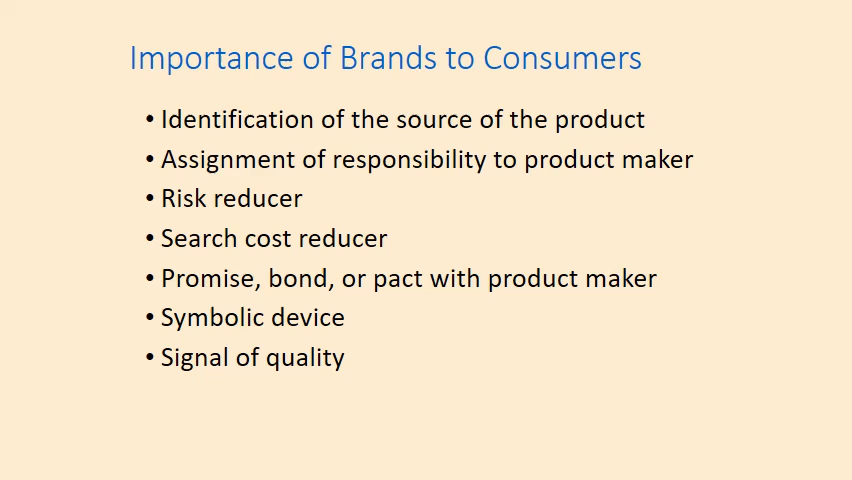 Importance of Brands to Consumers
• Identification of the source of the product
• Assignment of responsibility to product maker
• Risk reducer
• Search cost reducer
• Promise, bond, or pact with product maker
• Symbolic device
• Signal of quality